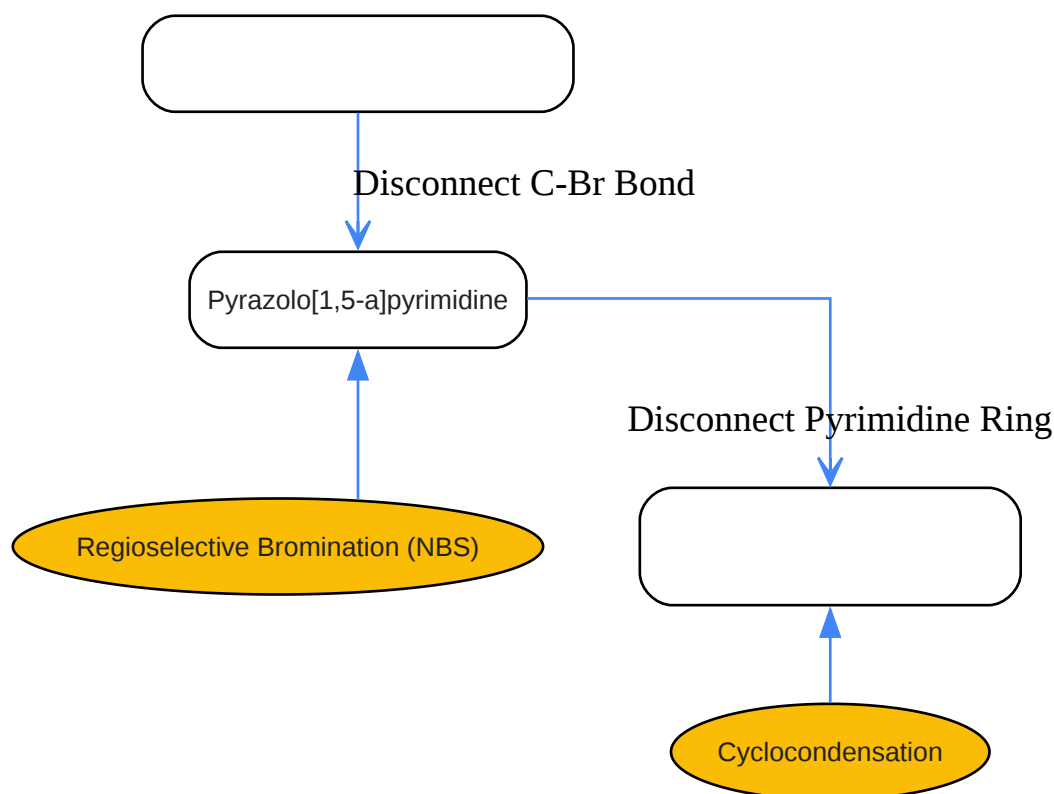 Disconnect C-Br Bond
Pyrazolo[1,5-a]pyrimidine
Disconnect Pyrimidine Ring
Regioselective Bromination (NBS)
Cyclocondensation